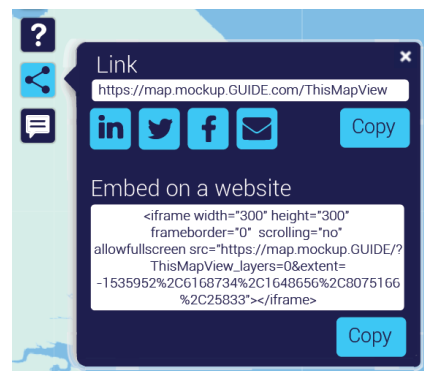 ?
Link
https://map.mockup.GUIDE.com/ThisMapView
in
f
Copy
Embed on a website
<iframe width="300" height="300"
frameborder="0" scrolling="no"
allowfullscreen src="https://map.mockup.GUIDE/?
ThisMapView_layers=0&extent=
-1535952%2C6168734%2C1648656%2C8075166
%2C25833"></iframe>
Copy